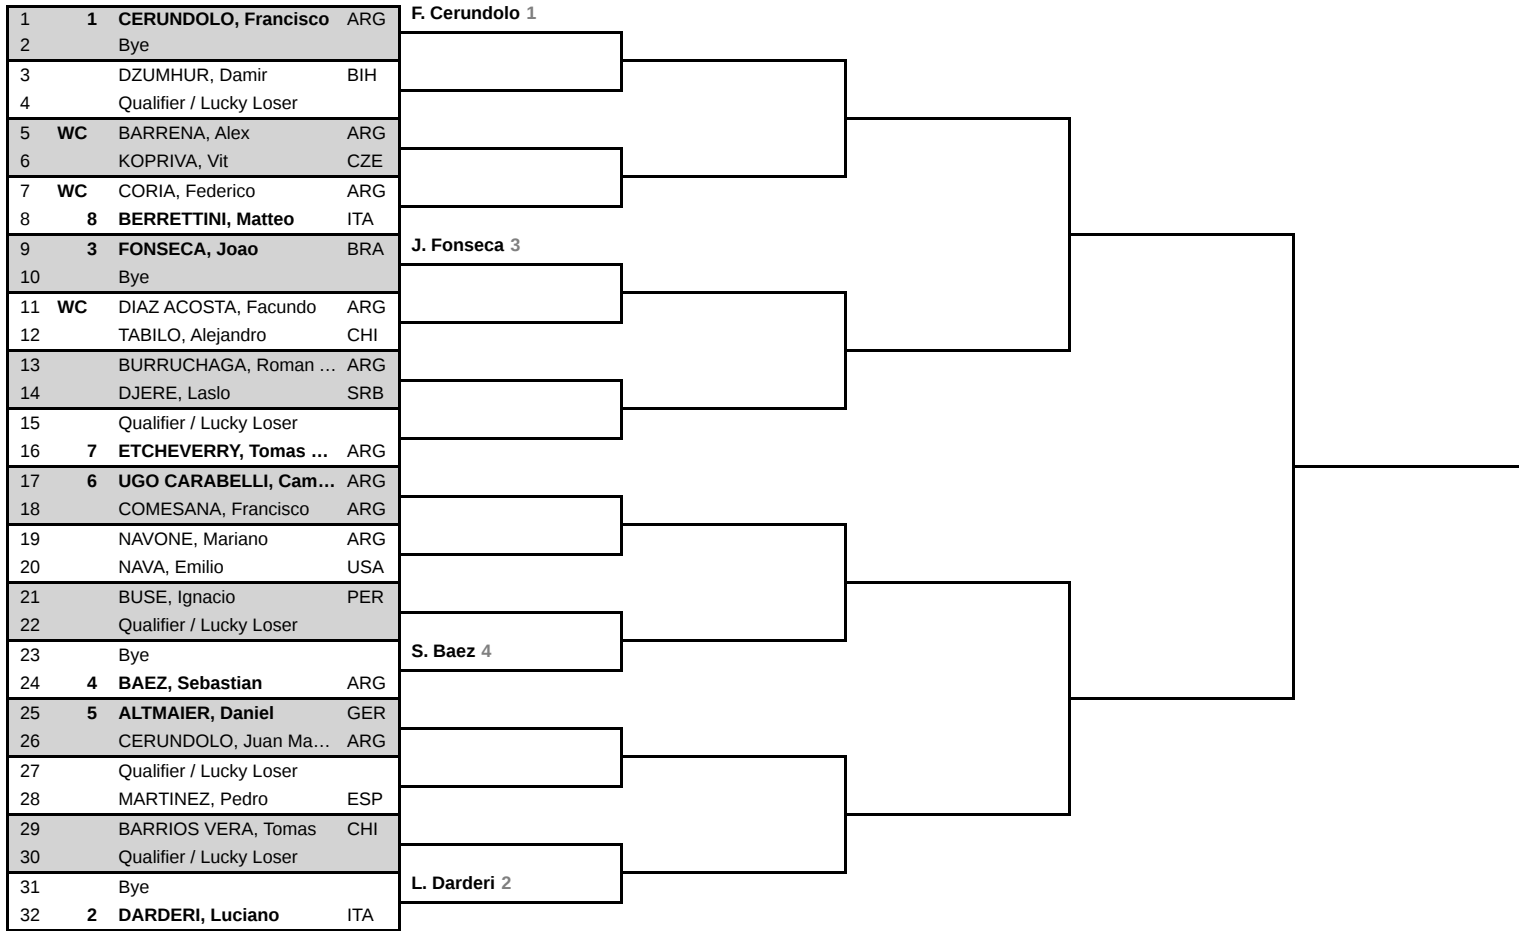 1 1 CERUNDOLO, Francisco ARG
F. Cerundolo 1
2 Bye
3 DZUMHUR, Damir BIH
4 Qualifier / Lucky Loser
5 WC BARRENA, Alex ARG
6 KOPRIVA, Vit CZE
7 WC CORIA, Federico ARG
8 8 BERRETTINI, Matteo ITA
9 3 FONSECA, Joao BRA
J. Fonseca 3
10 Bye
11 WC DIAZ ACOSTA, Facundo ARG
12 TABILO, Alejandro CHI
13 BURRUCHAGA, Roman … ARG
14 DJERE, Laslo SRB
15 Qualifier / Lucky Loser
16 7 ETCHEVERRY, Tomas … ARG
17 6 UGO CARABELLI, Cam… ARG
18 COMESANA, Francisco ARG
19 NAVONE, Mariano ARG
20 NAVA, Emilio USA
21 BUSE, Ignacio PER
22 Qualifier / Lucky Loser
23 Bye
S. Baez 4
24 4 BAEZ, Sebastian ARG
25 5 ALTMAIER, Daniel GER
26 CERUNDOLO, Juan Ma… ARG
27 Qualifier / Lucky Loser
28 MARTINEZ, Pedro ESP
29 BARRIOS VERA, Tomas CHI
30 Qualifier / Lucky Loser
31 Bye
L. Darderi 2
32 2 DARDERI, Luciano ITA